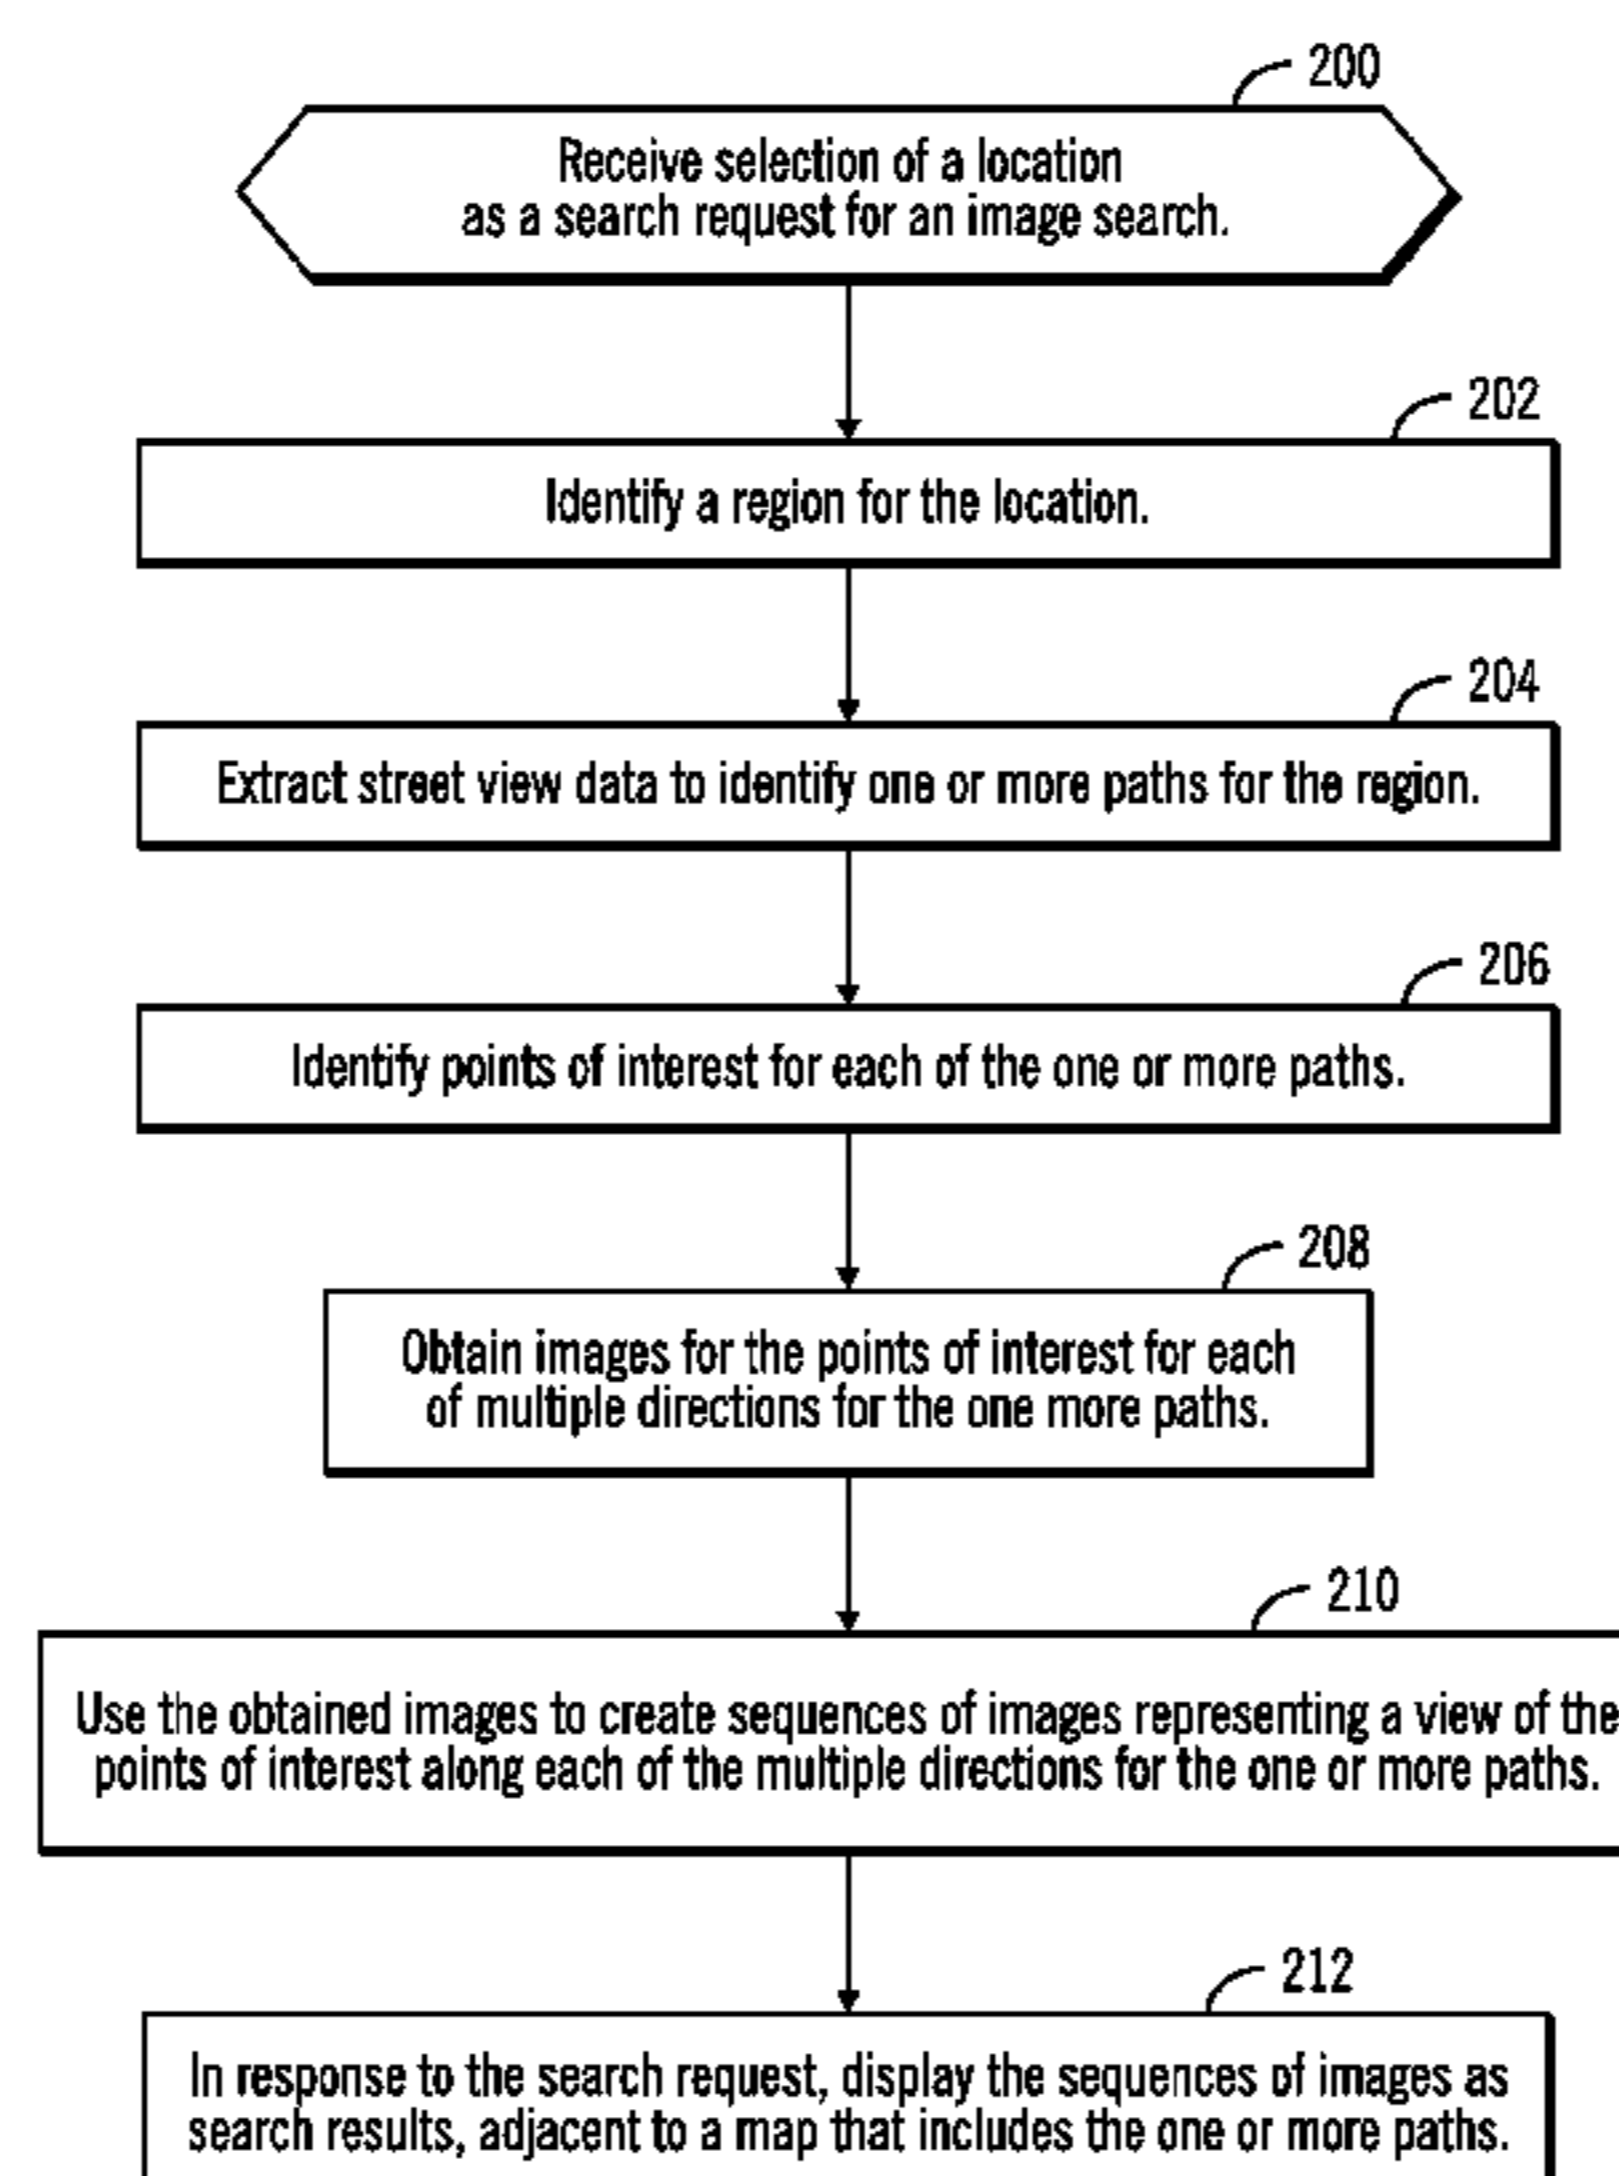 200
Receive selection of a location
as a search request for an image search.
202
Identify a region for the location.
204
Extract street view data to identify one or more paths for the region.
206
Identify points of interest for each of the one or more paths.
208
Obtain images for the points of interest for each
of multiple directions for the one more paths.
210
Use the obtained images to create sequences of images representing a view of the
points of interest along each of the multiple directions for the one or more paths.
212
In response to the search request, display the sequences of images as
search results, adjacent to a map that includes the one or more paths.